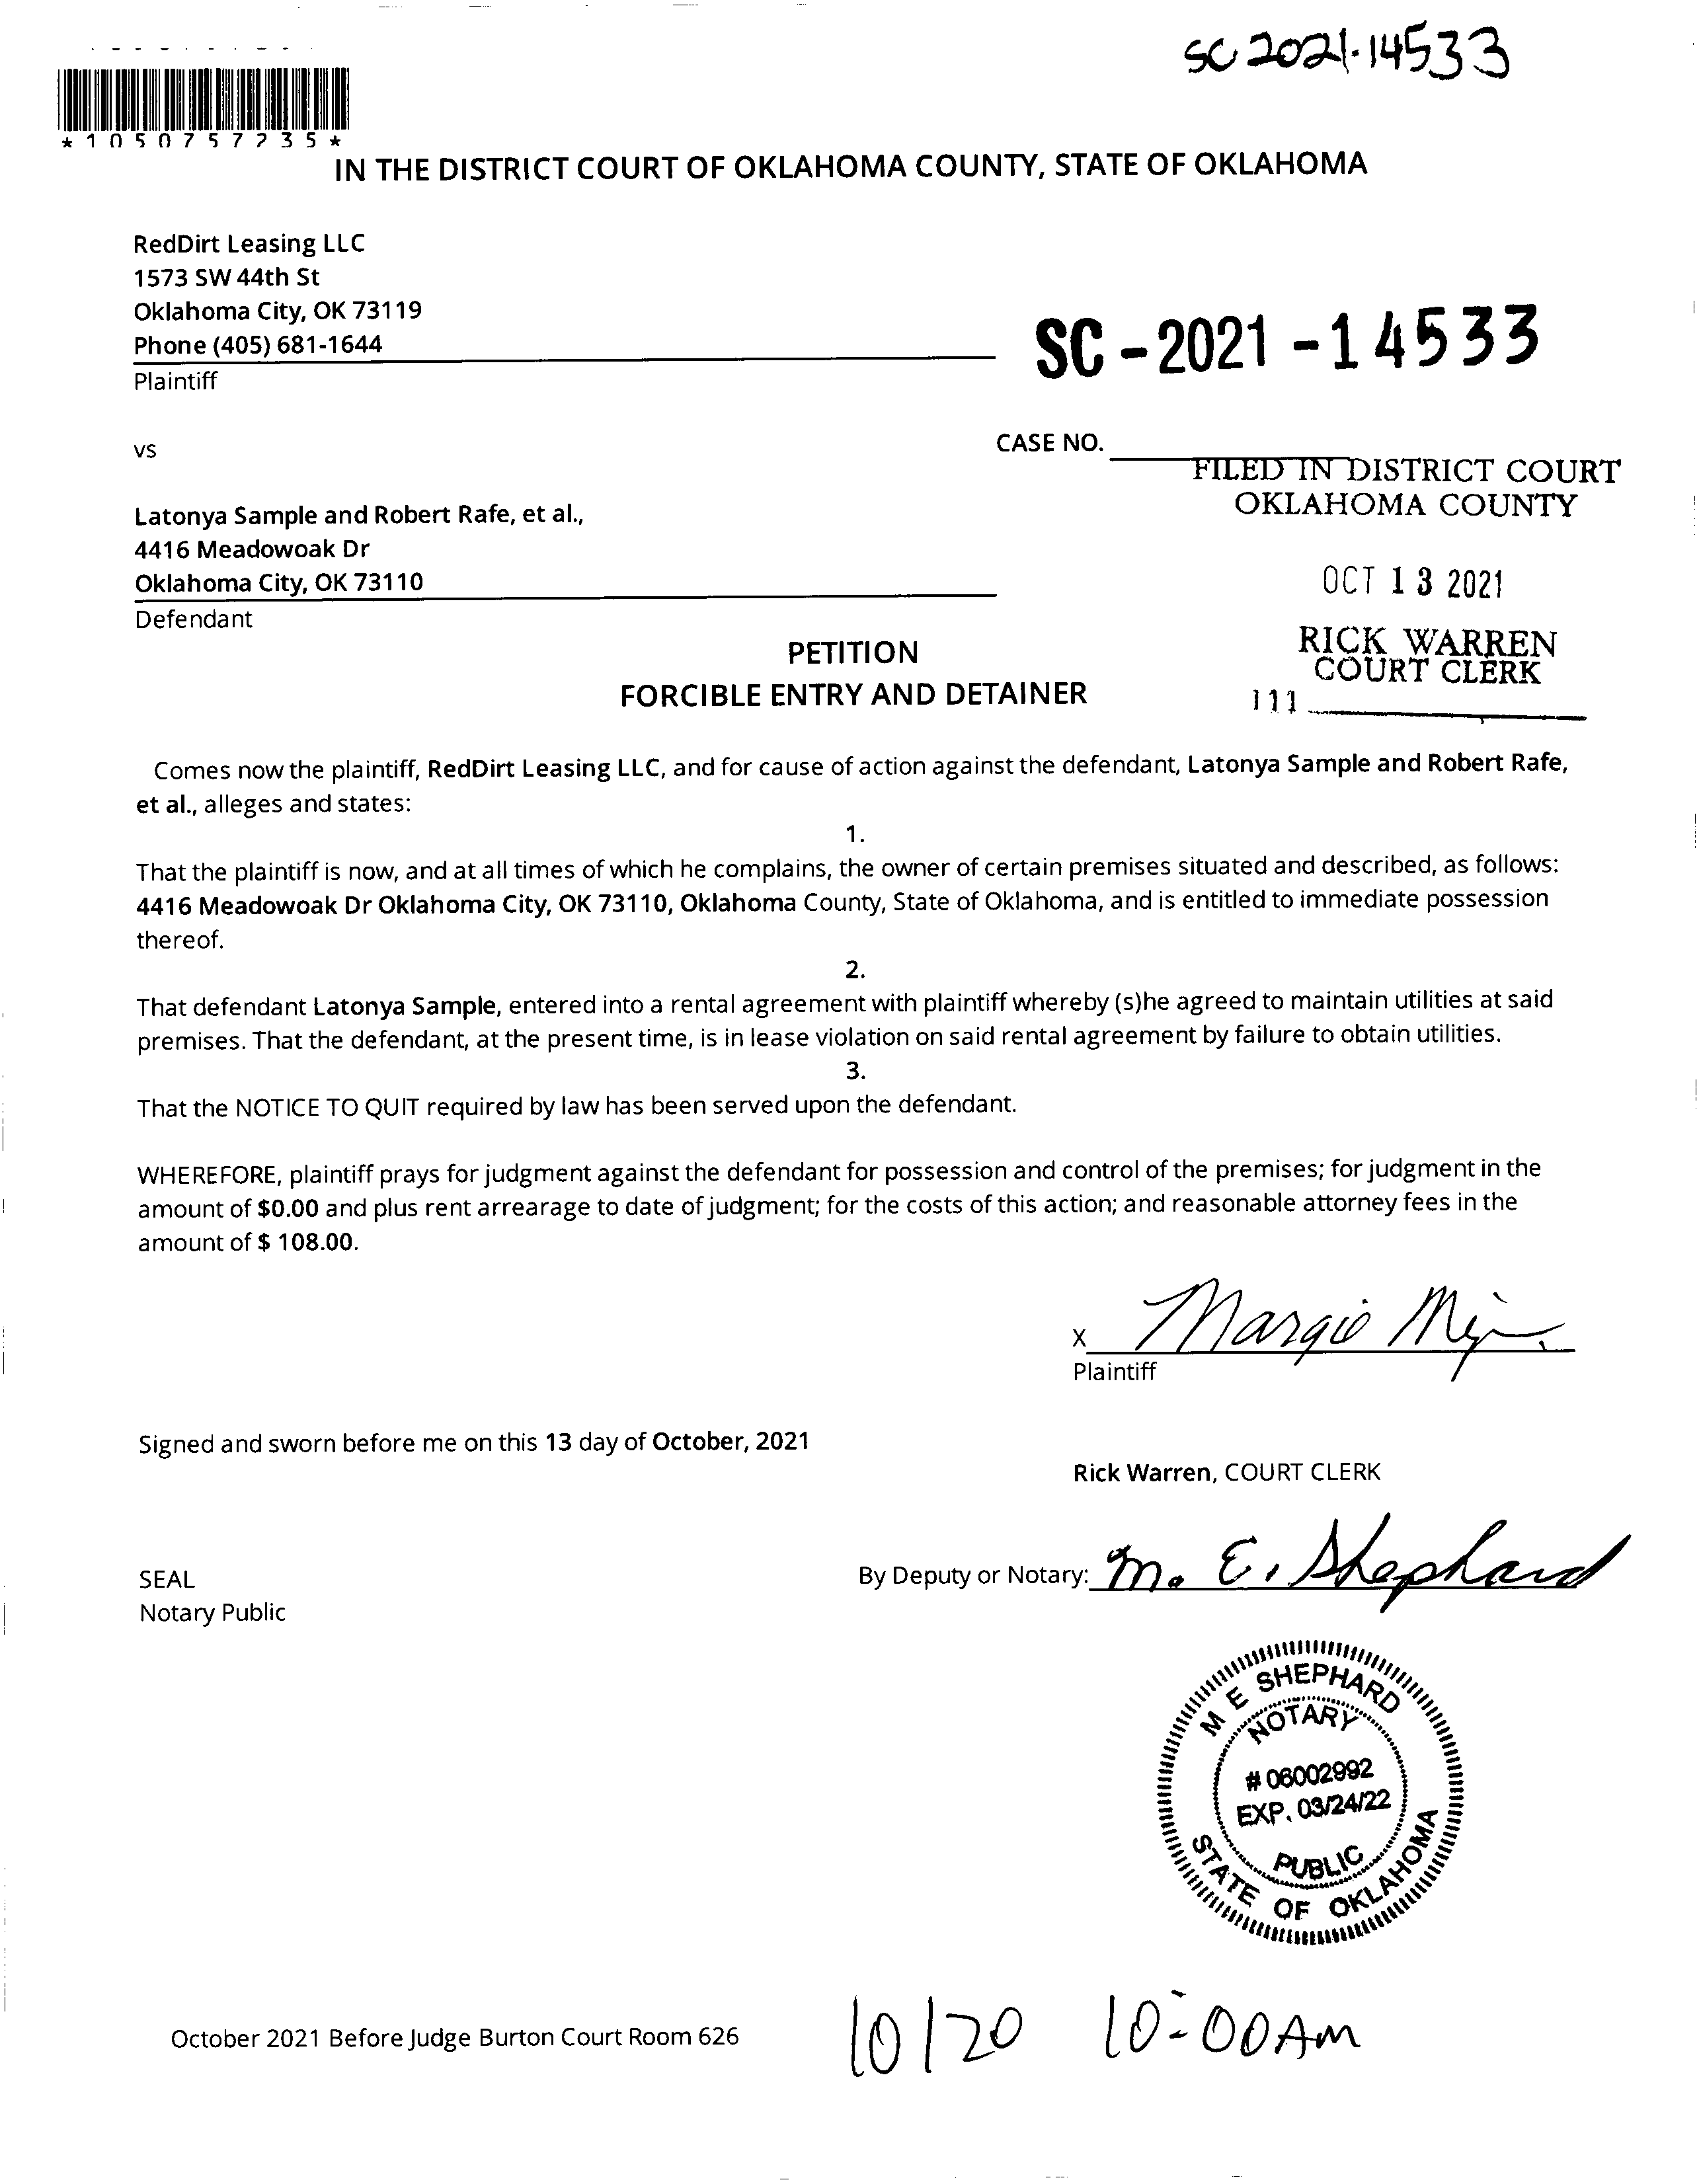 SC 2021-14533
*1050757235*
IN THE DISTRICT COURT OF OKLAHOMA COUNTY, STATE OF OKLAHOMA
RedDirt Leasing LLC
1573 SW 44th St
Oklahoma City, OK 73119
Phone (405) 681-1644
Plaintiff
SC - 2021 - 14533
vs
CASE NO.
FILED IN DISTRICT COURT
OKLAHOMA COUNTY
Latonya Sample and Robert Rafe, et al.,
4416 Meadowoak Dr
Oklahoma City, OK 73110
Defendant
OCT 13 2021
RICK WARREN
COURT CLERK
111
PETITION
FORCIBLE ENTRY AND DETAINER
Comes now the plaintiff, RedDirt Leasing LLC, and for cause of action against the defendant, Latonya Sample and Robert Rafe,
et al., alleges and states:
1.
That the plaintiff is now, and at all times of which he complains, the owner of certain premises situated and described, as follows:
4416 Meadowoak Dr Oklahoma City, OK 73110, Oklahoma County, State of Oklahoma, and is entitled to immediate possession
thereof.
2.
That defendant Latonya Sample, entered into a rental agreement with plaintiff whereby (s)he agreed to maintain utilities at said
premises. That the defendant, at the present time, is in lease violation on said rental agreement by failure to obtain utilities.
3.
That the NOTICE TO QUIT required by law has been served upon the defendant.
WHEREFORE, plaintiff prays for judgment against the defendant for possession and control of the premises; for judgment in the
amount of $0.00 and plus rent arrearage to date of judgment; for the costs of this action; and reasonable attorney fees in the
amount of $ 108.00.
X Margie
Plaintiff
Signed and sworn before me on this 13 day of October, 2021
Rick Warren, COURT CLERK
SEAL
Notary Public
By Deputy or Notary: M. E. Shephard
M E SHEPHARD
NOTARY
# 06002992
EXP. 03/24/22
PUBLIC
STATE OF OKLAHOMA
October 2021 Before Judge Burton Court Room 626 10/20 10:00AM